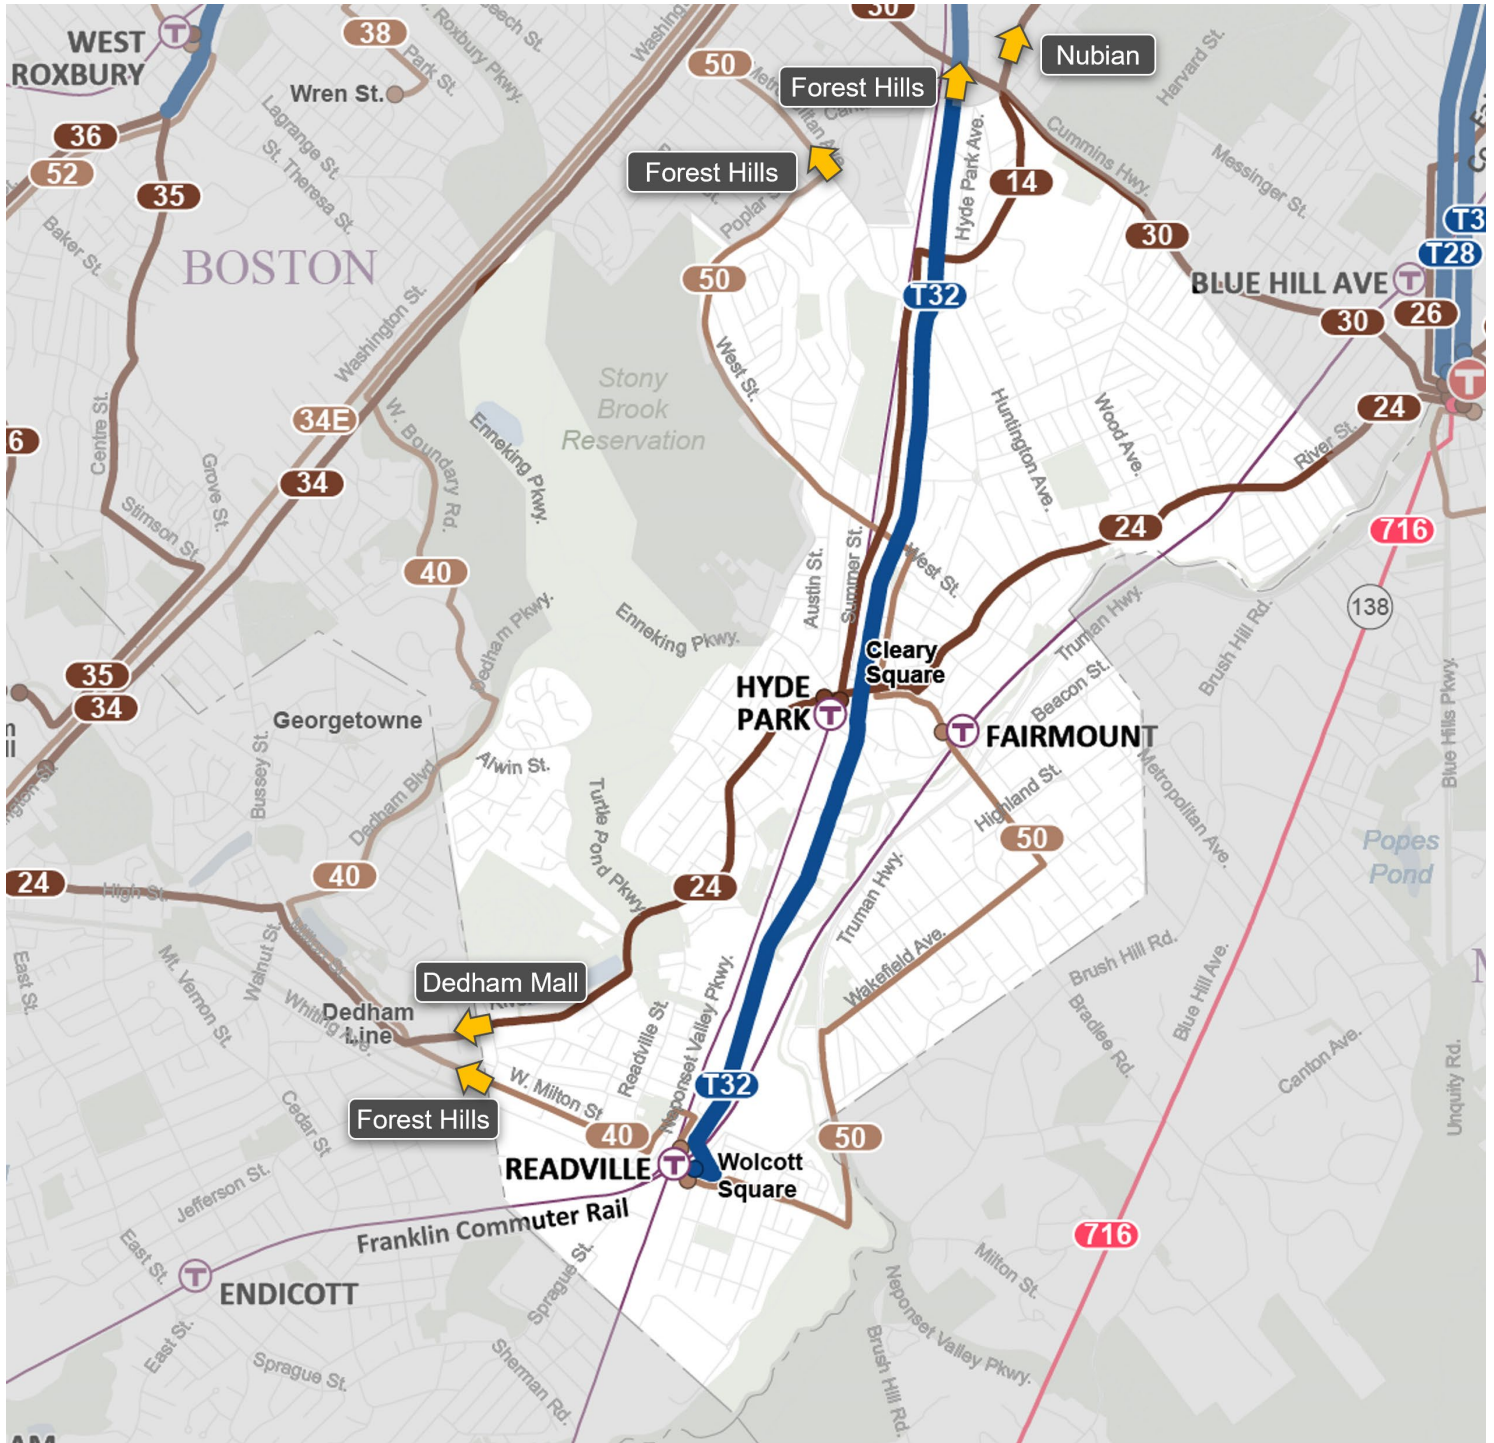 WEST
ROXBURY
38
Park St.
Roxbury Pkwy.
Beech St.
50
30
Nubian
Forest Hills
Harvard St.
Wren St.
Lagrange St.
St. Theresa St.
36
52
35
Forest Hills
Poplar St.
Hyde Park Ave.
14
Cummins Hwy.
Messinger St.
30
T3
T28
BLUE HILL AVE
Baker St.
BOSTON
50
T32
30
26
Washington St.
West St.
Stony
Brook
Reservation
34E
W. Boundary Rd.
Enneking Pkwy.
Huntington Ave.
Wood Ave.
24
River St.
Centre St.
Grove St.
34
Stimson St.
24
716
40
Austin St.
Summer St.
West St.
138
Dedham Pkwy.
Enneking Pkwy.
Cleary
Square
Truman Hwy.
Brush Hill Rd.
35
34
HYDE
PARK
Beacon St.
Georgetowne
FAIRMOUNT
Blue Hills Pkwy.
Bussey St.
Alwin St.
Dedham Blvd.
Turtle Pond Pkwy.
Highland St.
50
Metropolitan Ave.
Popes
Pond
24
High St.
40
24
Truman Hwy.
East St.
Mt. Vernon St.
Walnut St.
Wakefield Ave.
Brush Hill Rd.
Dedham Mall
Whiting Ave.
Dedham
Line
Readville St.
Neponset Valley Pkwy.
Bradlee Rd.
Blue Hill Ave.
Canton Ave.
Unquity Rd.
W. Milton St
T32
Cedar St
Forest Hills
40
50
READVILLE
Wolcott
Square
Jefferson St.
Franklin Commuter Rail
716
East St.
ENDICOTT
Sprague St.
Milton St.
Neponset Valley Pkwy.
East St.
Sprague St.
Sherman Rd.
Brush Hill Rd.